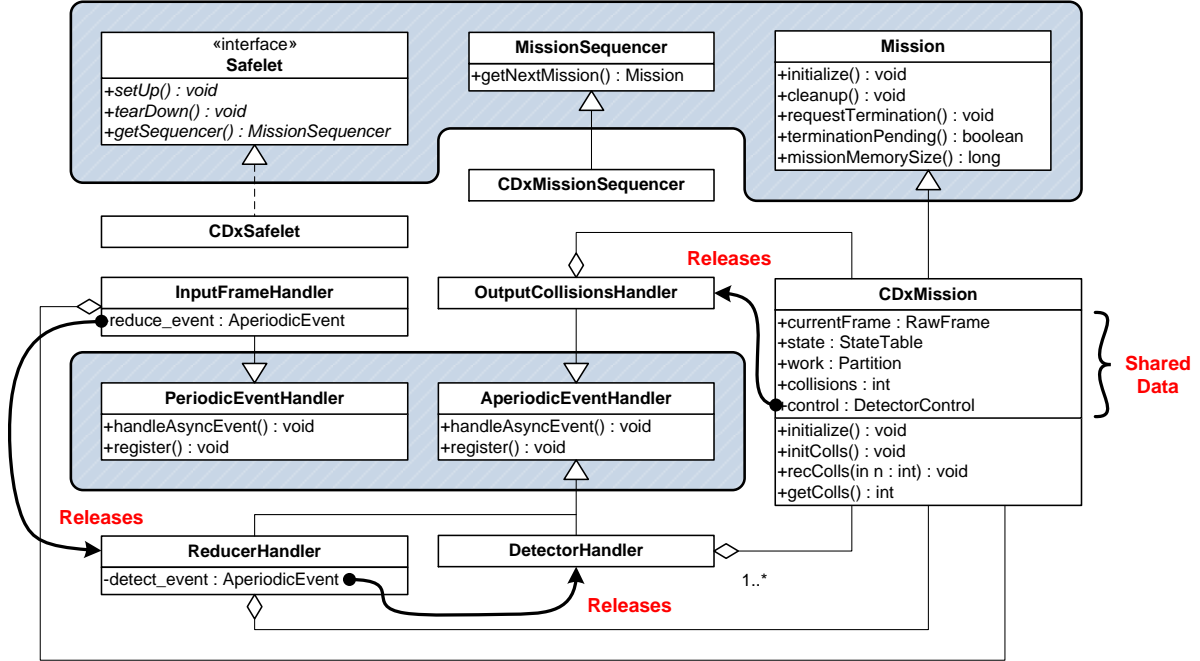 «interface»
Safelet
+setUp() : void
+tearDown() : void
+getSequencer() : MissionSequencer
MissionSequencer
+getNextMission() : Mission
Mission
+initialize() : void
+cleanup() : void
+requestTermination() : void
+terminationPending() : boolean
+missionMemorySize() : long
CDxMissionSequencer
CDxSafelet
Releases
InputFrameHandler
reduce_event : AperiodicEvent
OutputCollisionsHandler
CDxMission
+currentFrame : RawFrame
+state : StateTable
+work : Partition
+collisions : int
+control : DetectorControl
+initialize() : void
+initColls() : void
+recColls(in n : int) : void
+getColls() : int
Shared
Data
PeriodicEventHandler
+handleAsyncEvent() : void
+register() : void
AperiodicEventHandler
+handleAsyncEvent() : void
+register() : void
Releases
ReducerHandler
-detect_event : AperiodicEvent
DetectorHandler
1..*
Releases